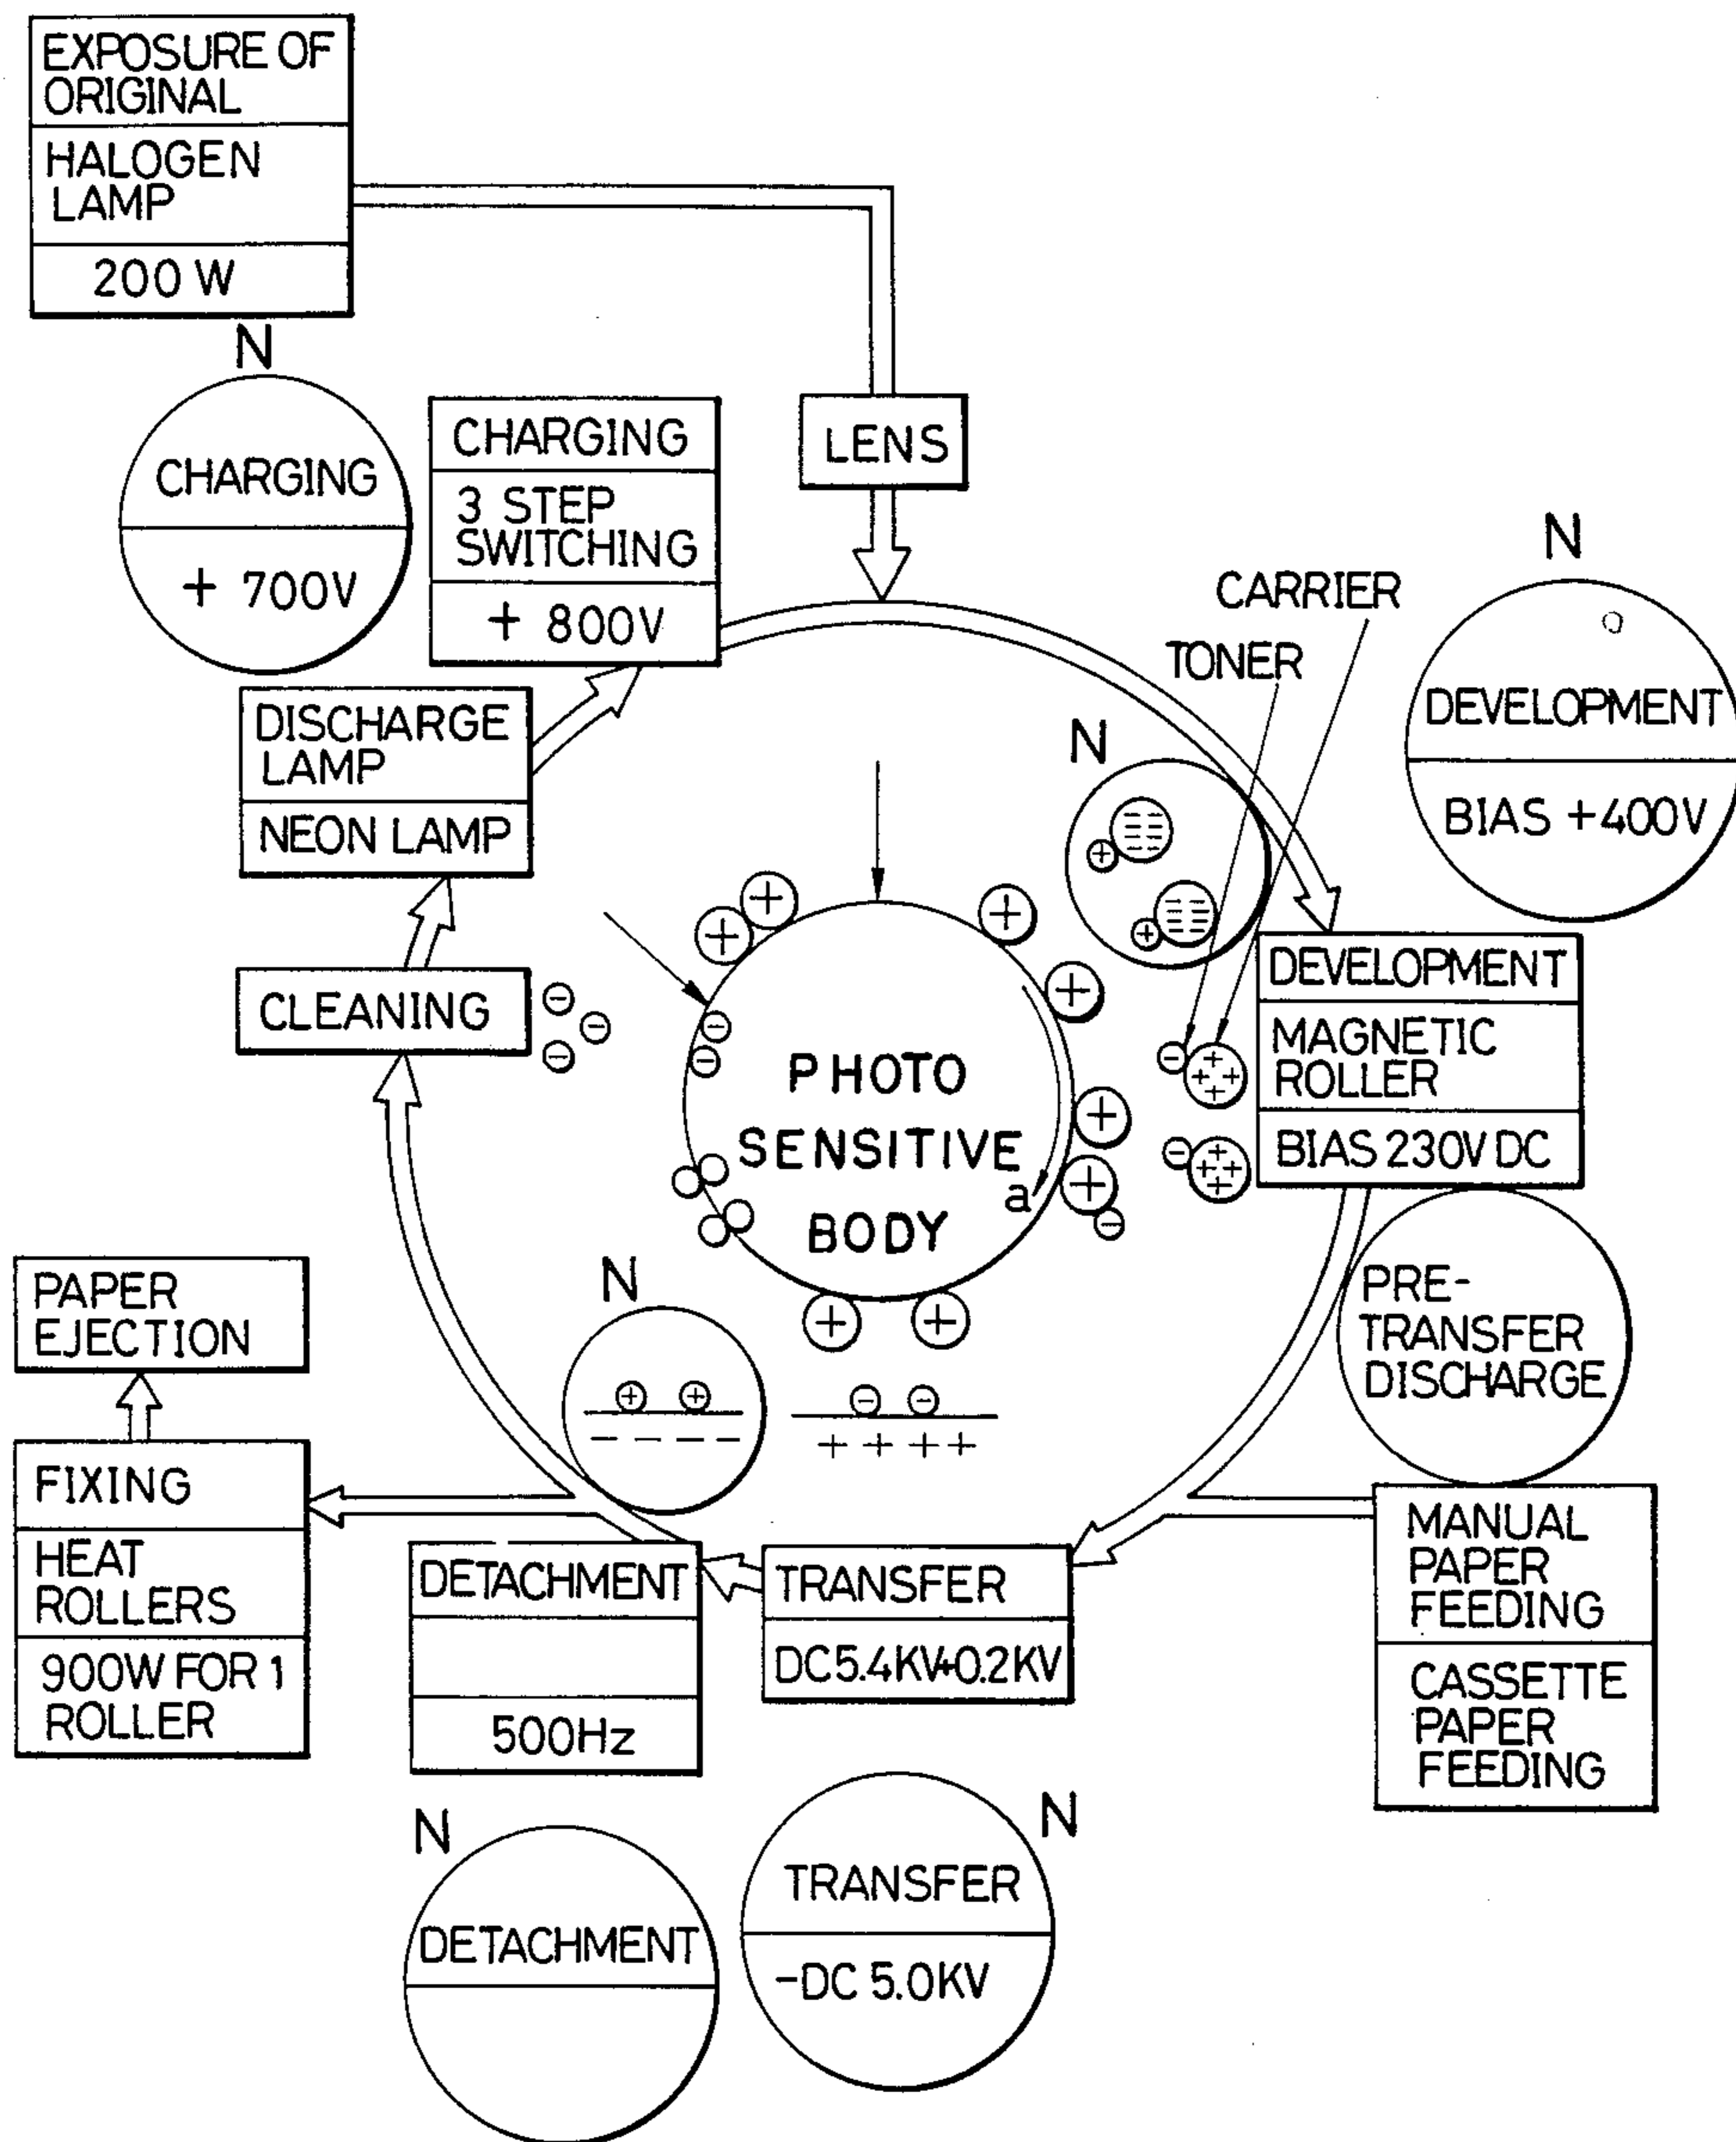 EXPOSURE OF
ORIGINAL
HALOGEN
LAMP
200 W
N
CHARGING
+ 700V
CHARGING
3 STEP
SWITCHING
+ 800V
LENS
N
DEVELOPMENT
BIAS +400V
CARRIER
TONER
N
DISCHARGE
LAMP
NEON LAMP
CLEANING
PHOTO
SENSITIVE
BODY
a
DEVELOPMENT
MAGNETIC
ROLLER
BIAS 230V DC
PRE-
TRANSFER
DISCHARGE
N
PAPER
EJECTION
FIXING
HEAT
ROLLERS
900W FOR 1
ROLLER
DETACHMENT
500Hz
TRANSFER
DC5.4KV+0.2KV
MANUAL
PAPER
FEEDING
CASSETTE
PAPER
FEEDING
N
DETACHMENT
N
TRANSFER
-DC 5.0KV